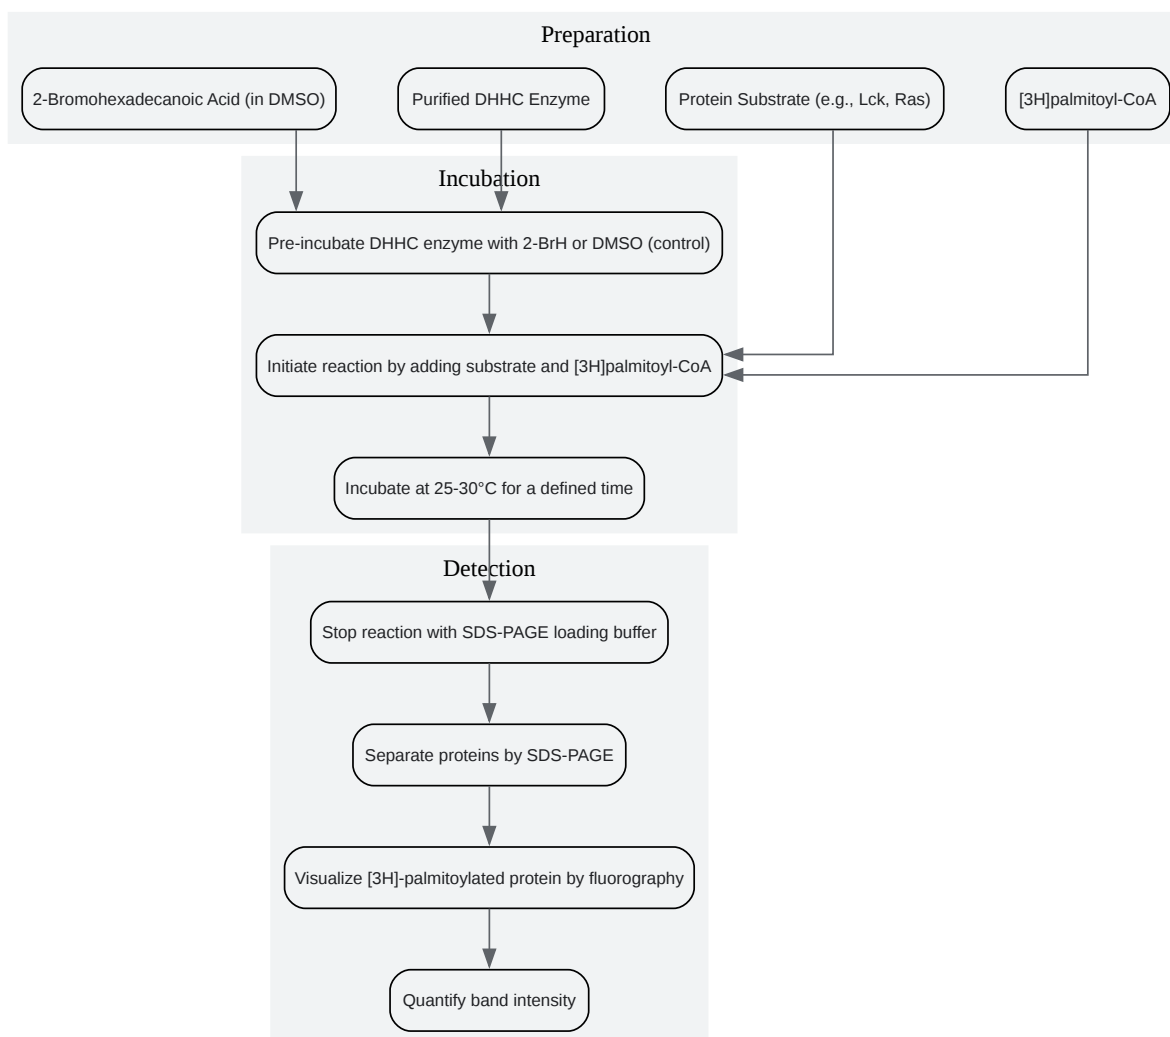 Preparation
2-Bromohexadecanoic Acid (in DMSO)
Purified DHHC Enzyme
Protein Substrate (e.g., Lck, Ras)
[3H]palmitoyl-CoA
Incubation
Pre-incubate DHHC enzyme with 2-BrH or DMSO (control)
Initiate reaction by adding substrate and [3H]palmitoyl-CoA
Incubate at 25-30°C for a defined time
Detection
Stop reaction with SDS-PAGE loading buffer
Separate proteins by SDS-PAGE
Visualize [3H]-palmitoylated protein by fluorography
Quantify band intensity